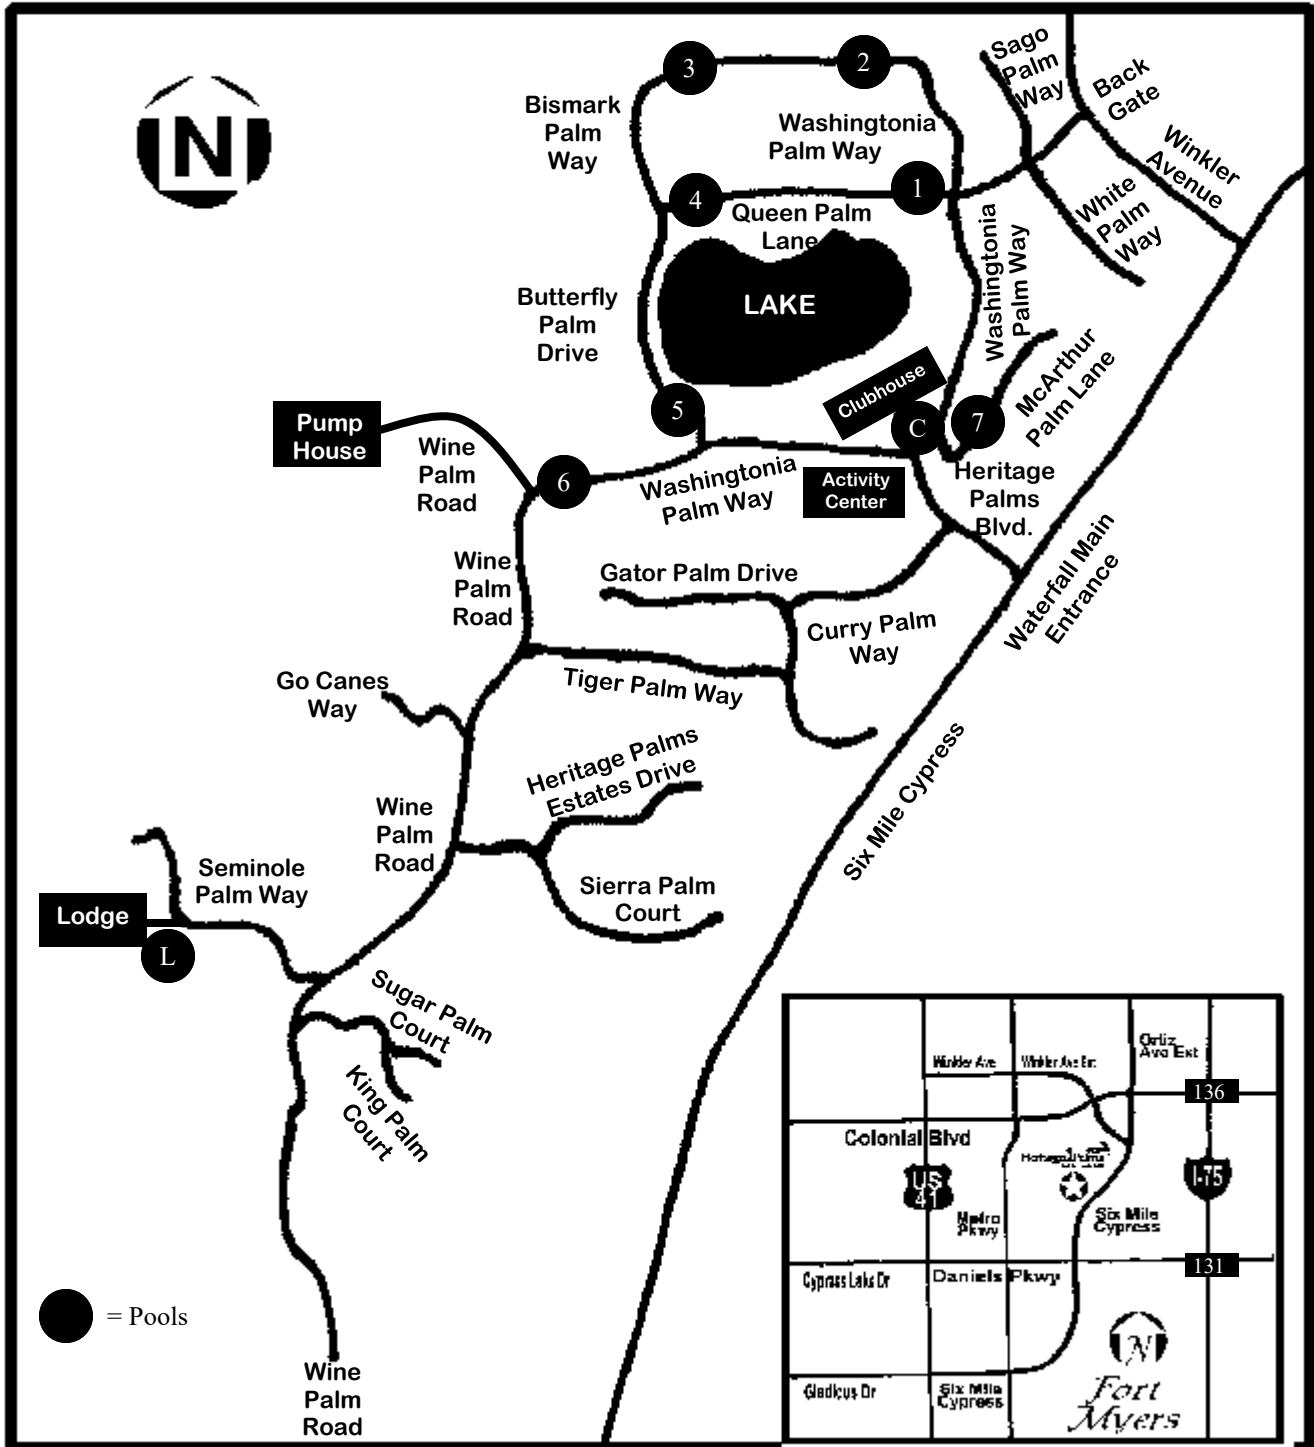 N
3
2
Sago
Palm
Way
Back
Gate
Bismark
Palm
Way
Washingtonia
Palm Way
Winkler
Avenue
4
1
Queen Palm
Lane
White
Palm
Way
Washingtonia
Palm Way
LAKE
Butterfly
Palm
Drive
McArthur
Palm Lane
Clubhouse
5
C
7
Pump
House
Wine
Palm
Road
6
Washingtonia
Palm Way
Activity
Center
Heritage
Palms
Blvd.
Waterfall Main
Entrance
Wine
Palm
Road
Gator Palm Drive
Curry Palm
Way
Tiger Palm Way
Go Canes
Way
Heritage Palms
Estates Drive
Six Mile Cypress
Wine
Palm
Road
Sierra Palm
Court
Seminole
Palm Way
Lodge
L
Sugar Palm
Court
King Palm
Court
= Pools
Wine
Palm
Road
Ortiz
Ave Ext
Winkler Ave
Winkler Ave Ext
136
Colonial Blvd
US
41
I-75
Metro
Pkwy
Six Mile
Cypress
131
Cypress Lake Dr
Daniels Pkwy
N
Gladiolus Dr
Six Mile
Cypress
Fort
Myers